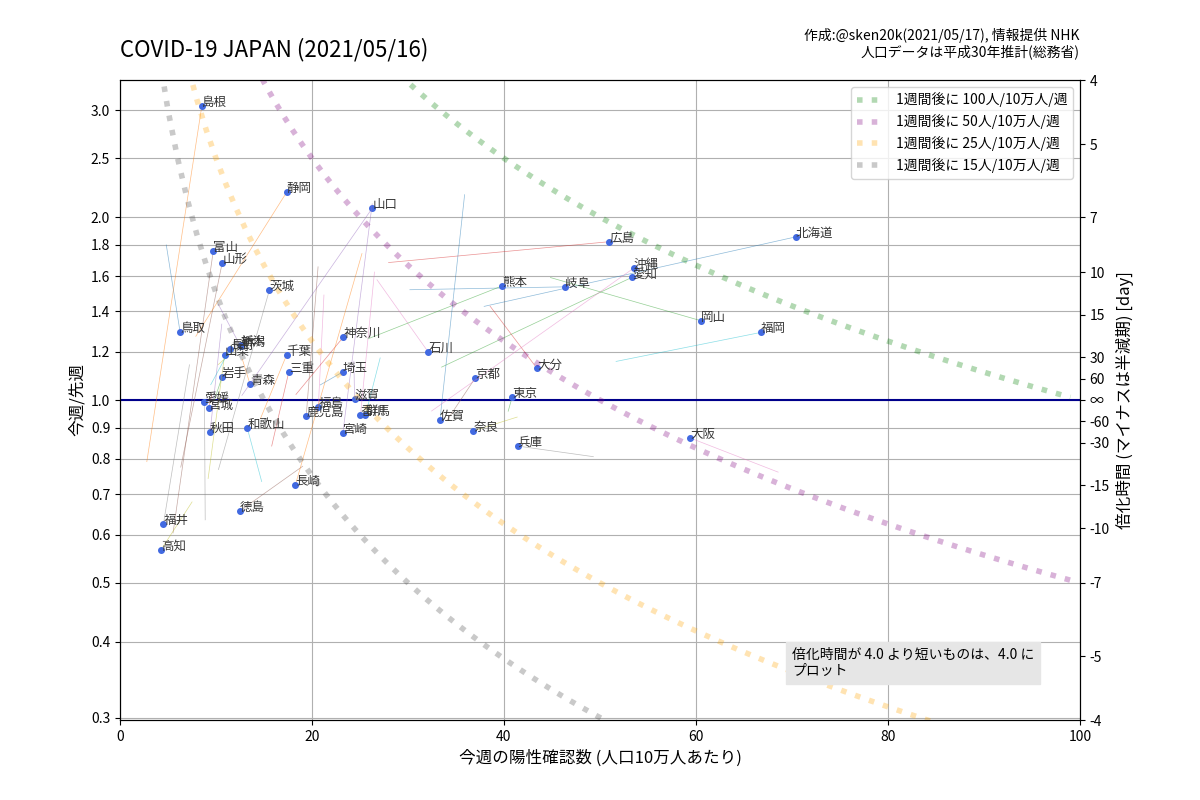 COVID-19 JAPAN (2021/05/16)
作成:@sken20k(2021/05/17), 情報提供 NHK
人口データは平成30年推計(総務省)
1週間後に 100人/10万人/週
1週間後に 50人/10万人/週
1週間後に 25人/10万人/週
1週間後に 15人/10万人/週
今週/先週
3.0
2.5
2.0
1.8
1.6
1.4
1.2
1.0
0.9
0.8
0.7
0.6
0.5
0.4
0.3
4
5
7
10
15
30
60
∞
-60
-30
-15
-10
-7
-5
-4
倍化時間 (マイナスは半減期) [day]
島根
静岡
山口
北海道
広島
富山
山形
沖縄
愛知
熊本
岐阜
茨城
岡山
福岡
鳥取
神奈川
石川
千葉
三重
埼玉
大分
岩手
青森
京都
東京
愛媛
宮城
滋賀
福島
鹿児島
群馬
佐賀
秋田
和歌山
宮崎
奈良
大阪
兵庫
長崎
徳島
福井
高知
倍化時間が 4.0 より短いものは、4.0 に
プロット
0
20
40
60
80
100
今週の陽性確認数 (人口10万人あたり)